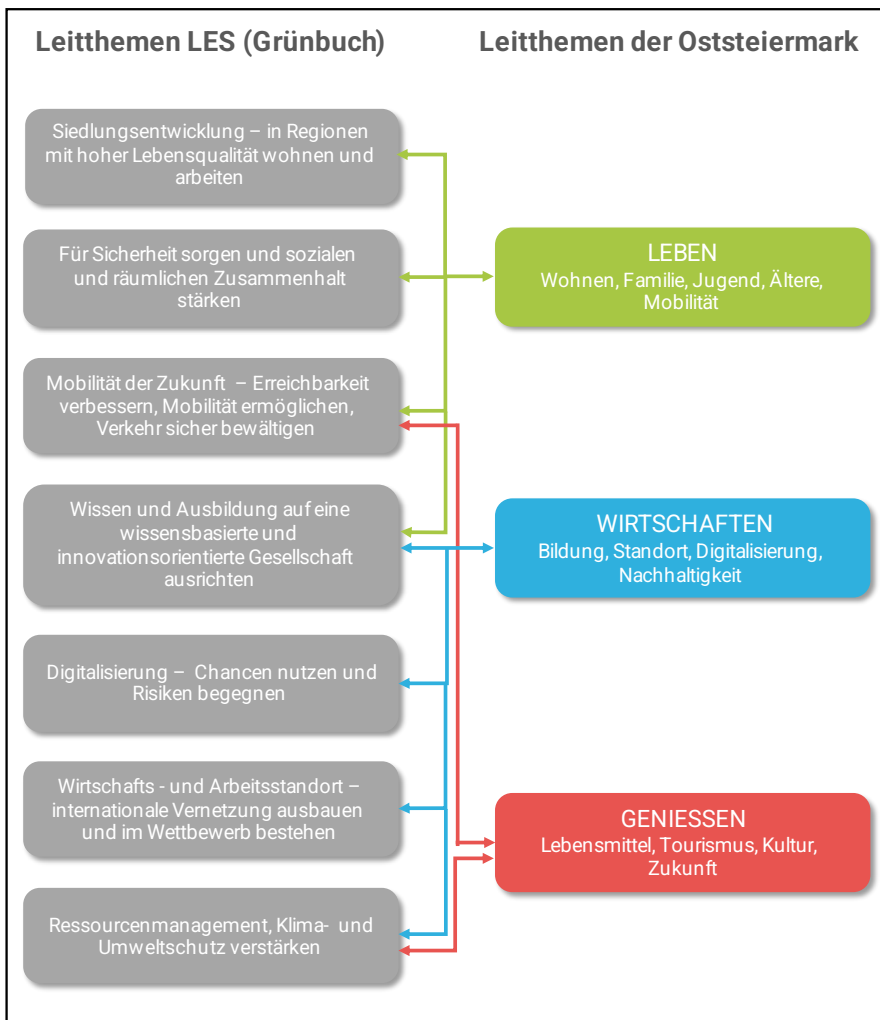 Leitthemen LES (Grünbuch)
Leitthemen der Oststeiermark
Siedlungsentwicklung – in Regionen
mit hoher Lebensqualität wohnen und
arbeiten
Für Sicherheit sorgen und sozialen
und räumlichen Zusammenhalt
stärken
Mobilität der Zukunft – Erreichbarkeit
verbessern, Mobilität ermöglichen,
Verkehr sicher bewältigen
Wissen und Ausbildung auf eine
wissensbasierte und
innovationsorientierte Gesellschaft
ausrichten
Digitalisierung – Chancen nutzen und
Risiken begegnen
Wirtschafts - und Arbeitsstandort –
internationale Vernetzung ausbauen
und im Wettbewerb bestehen
Ressourcenmanagement, Klima- und
Umweltschutz verstärken
LEBEN
Wohnen, Familie, Jugend, Ältere,
Mobilität
WIRTSCHAFTEN
Bildung, Standort, Digitalisierung,
Nachhaltigkeit
GENIESSEN
Lebensmittel, Tourismus, Kultur,
Zukunft